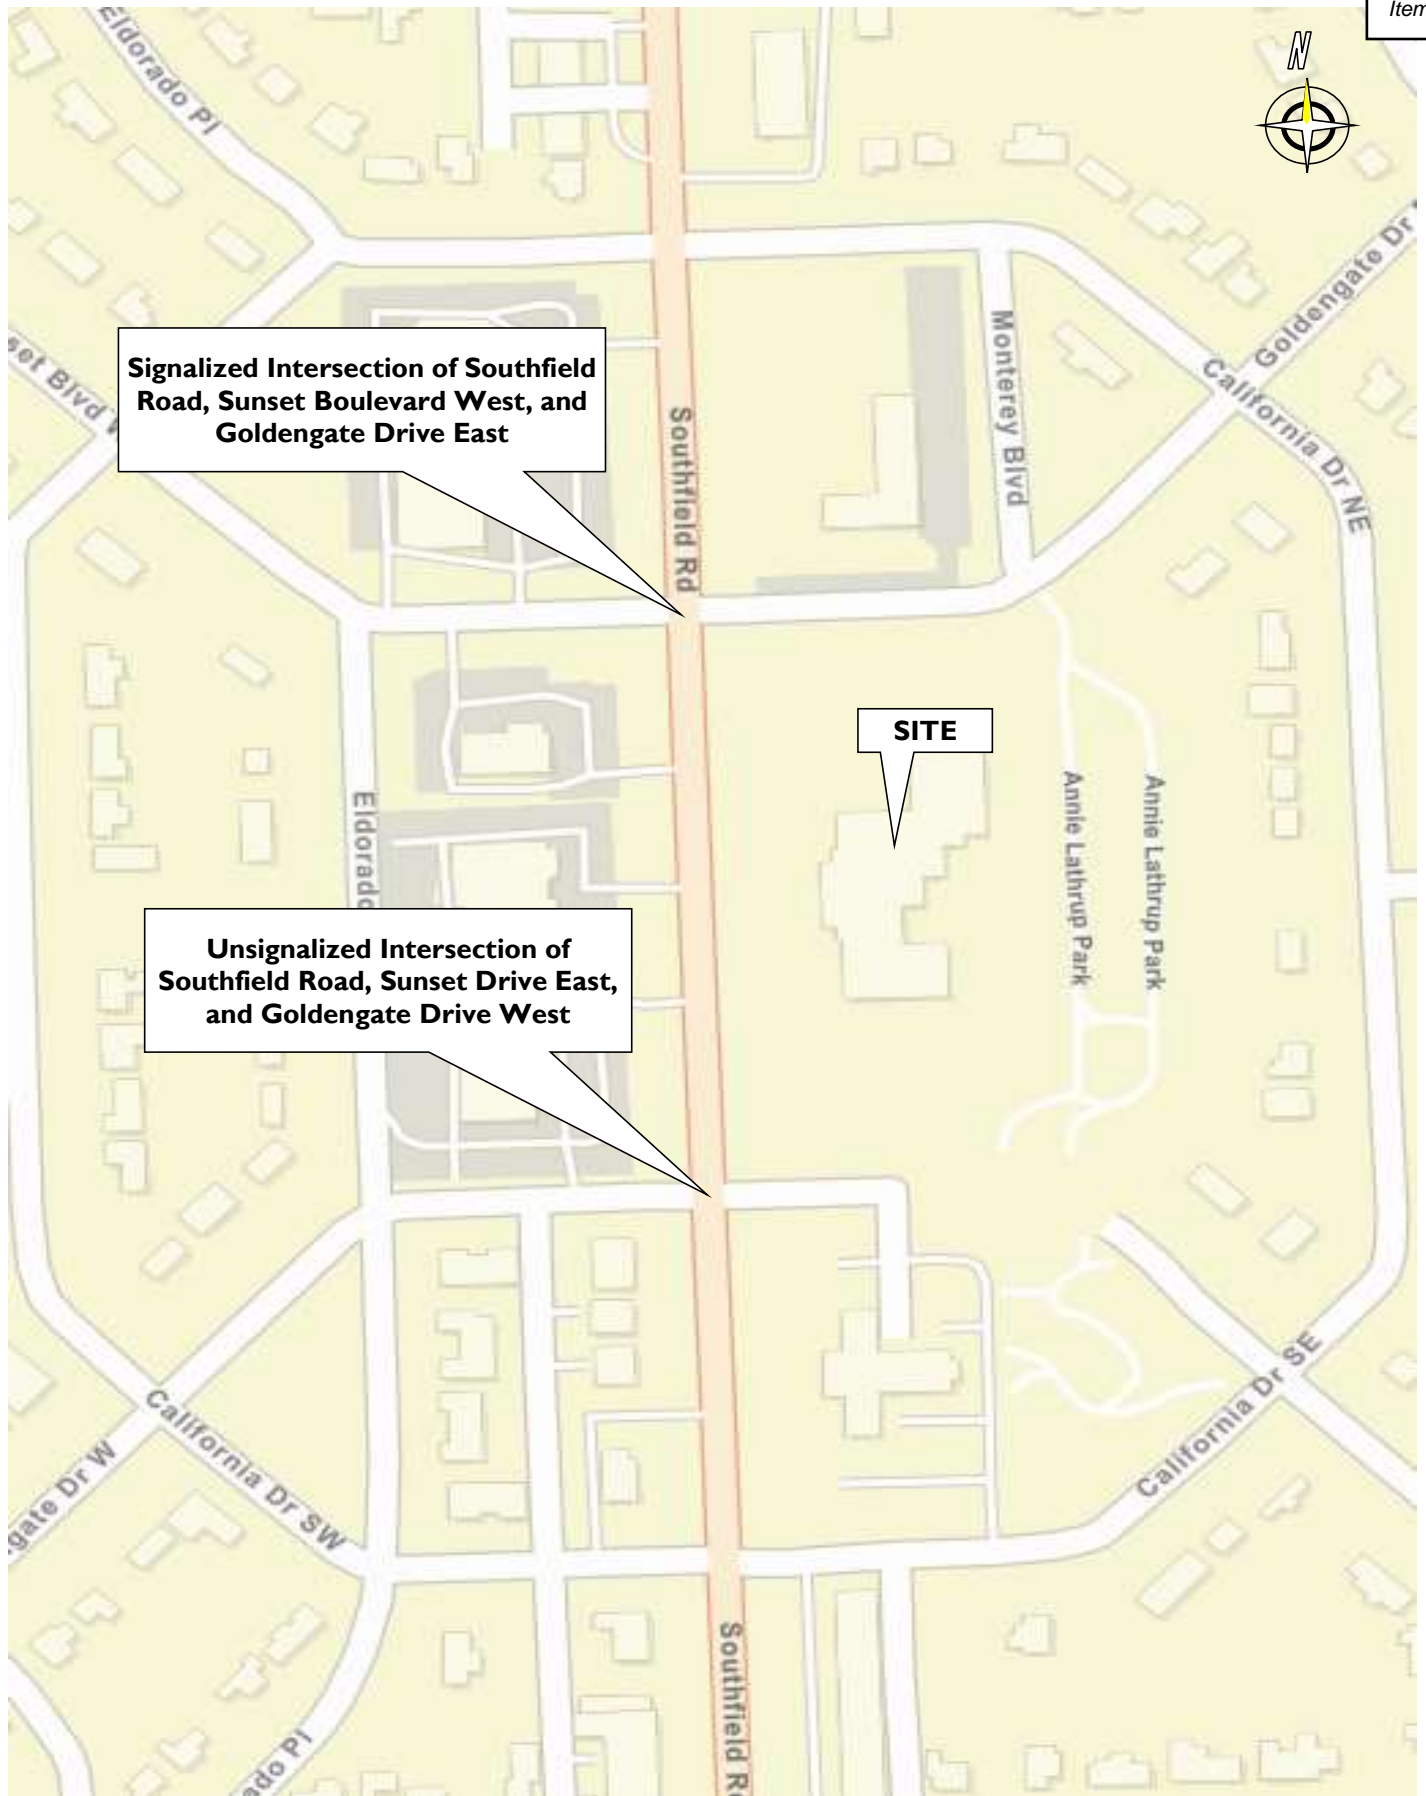 Item
N
Eldorado Pl
Goldengate Dr
set Blvd W
Signalized Intersection of Southfield
Road, Sunset Boulevard West, and
Goldengate Drive East
Monterey Blvd
California Dr NE
Southfield Rd
SITE
Eldorado
Annie Lathrup Park
Annie Lathrup Park
Unsignalized Intersection of
Southfield Road, Sunset Drive East,
and Goldengate Drive West
California Dr SE
California Dr SW
gate Dr W
Southfield Rd
ado Pl